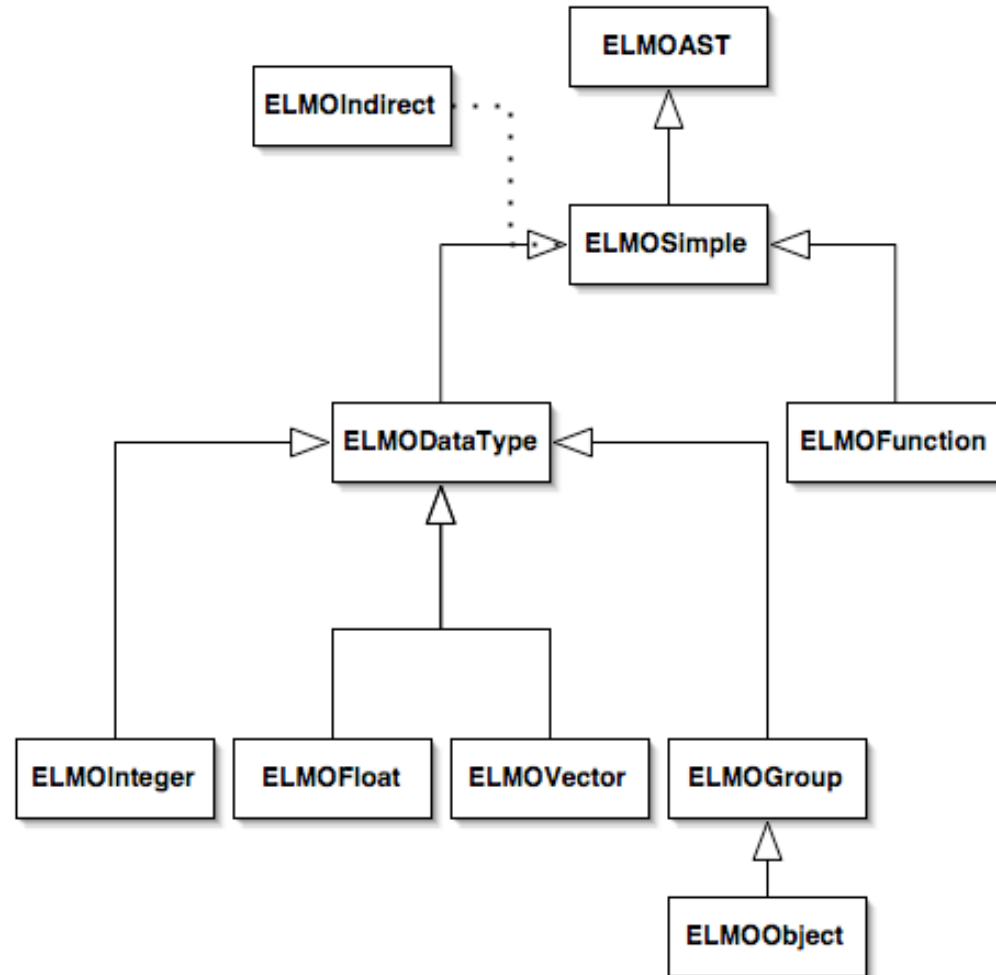 ELMOAST
ELMOIndirect
ELMOSimple
ELMODataType
ELMOFunction
ELMOInteger
ELMOFloat
ELMOVector
ELMOGroup
ELMOObject